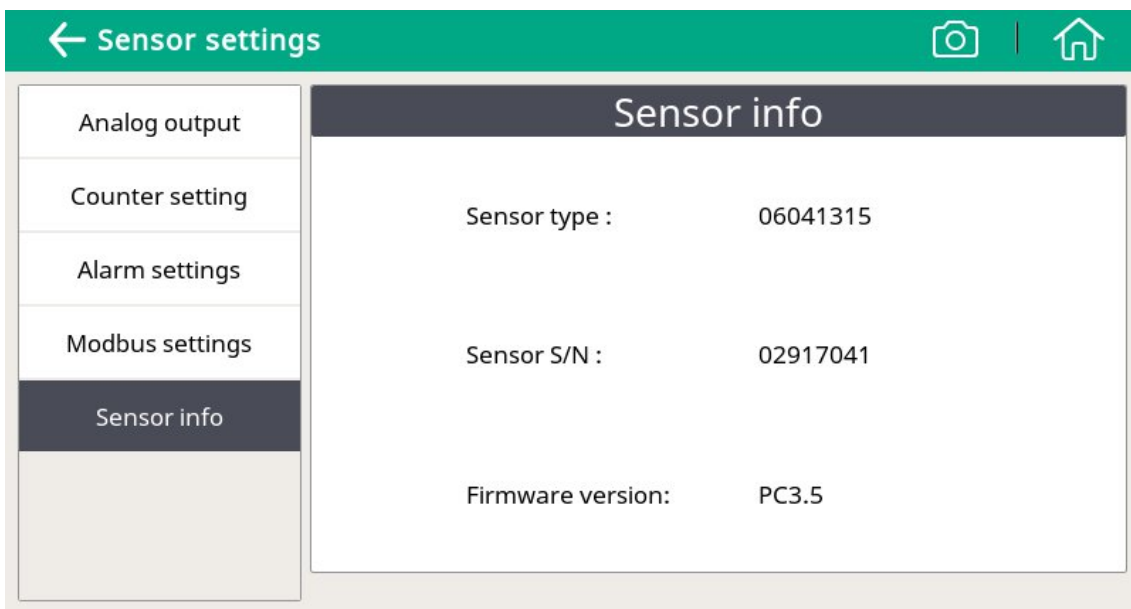 Sensor settings
Analog output
Counter setting
Alarm settings
Modbus settings
Sensor info
Sensor info
Sensor type : 06041315
Sensor S/N : 02917041
Firmware version: PC3.5